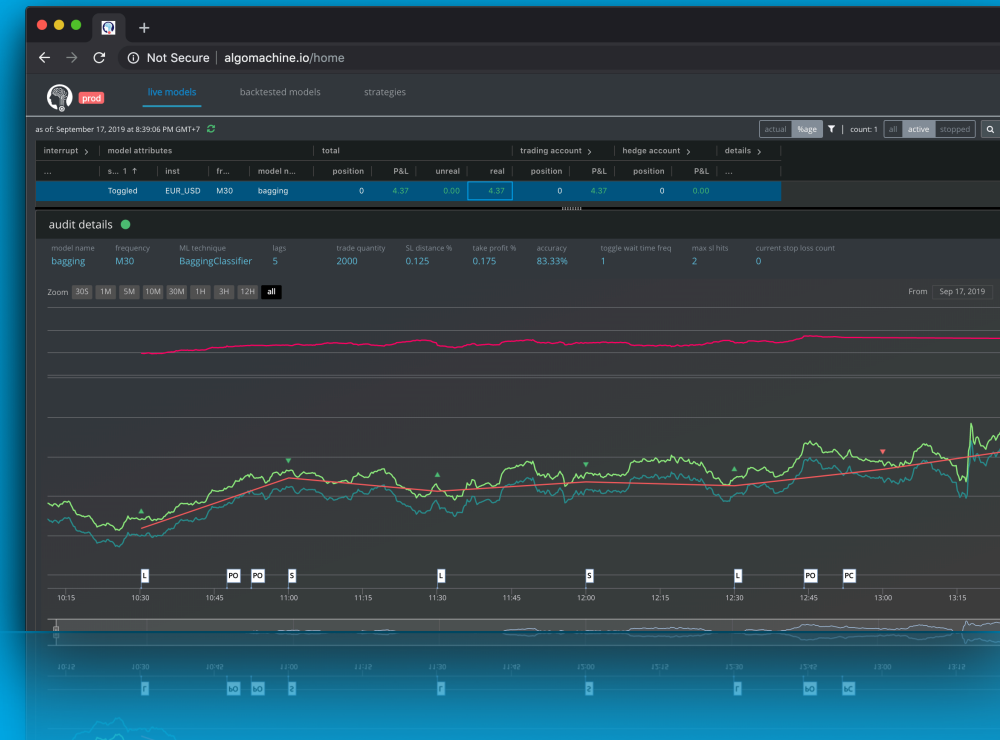 Not Secure | algomachine.io/home
prod live models backtested models strategies
as of: September 17, 2019 at 8:39:06 PM GMT+7 actual %age | count: 1 all active stopped
interrupt model attributes total trading account hedge account details
... s... 1 ↑ inst fr... model n... position P&L unreal real position P&L position P&L ...
Toggled EUR_USD M30 bagging 0 4.37 0.00 4.37 0 4.37 0 0.00
audit details
model name frequency ML technique lags trade quantity SL distance % take profit % accuracy toggle wait time freq max sl hits current stop loss count
bagging M30 BaggingClassifier 5 2000 0.125 0.175 83.33% 1 2 0
Zoom 30S 1M 5M 10M 30M 1H 3H 12H all From Sep 17, 2019
L PO PO S L S L PO PC
10:15 10:30 10:45 11:00 11:15 11:30 11:45 12:00 12:15 12:30 12:45 13:00 13:15